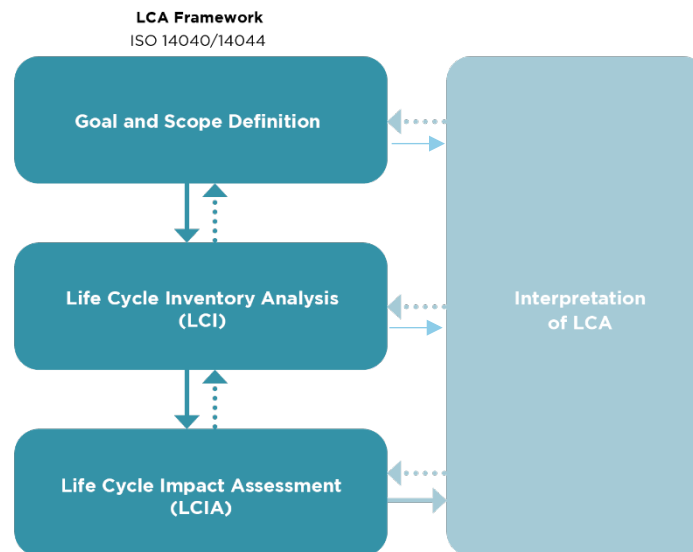 LCA Framework
ISO 14040/14044
Goal and Scope Definition
Life Cycle Inventory Analysis
(LCI)
Interpretation
of LCA
Life Cycle Impact Assessment
(LCIA)